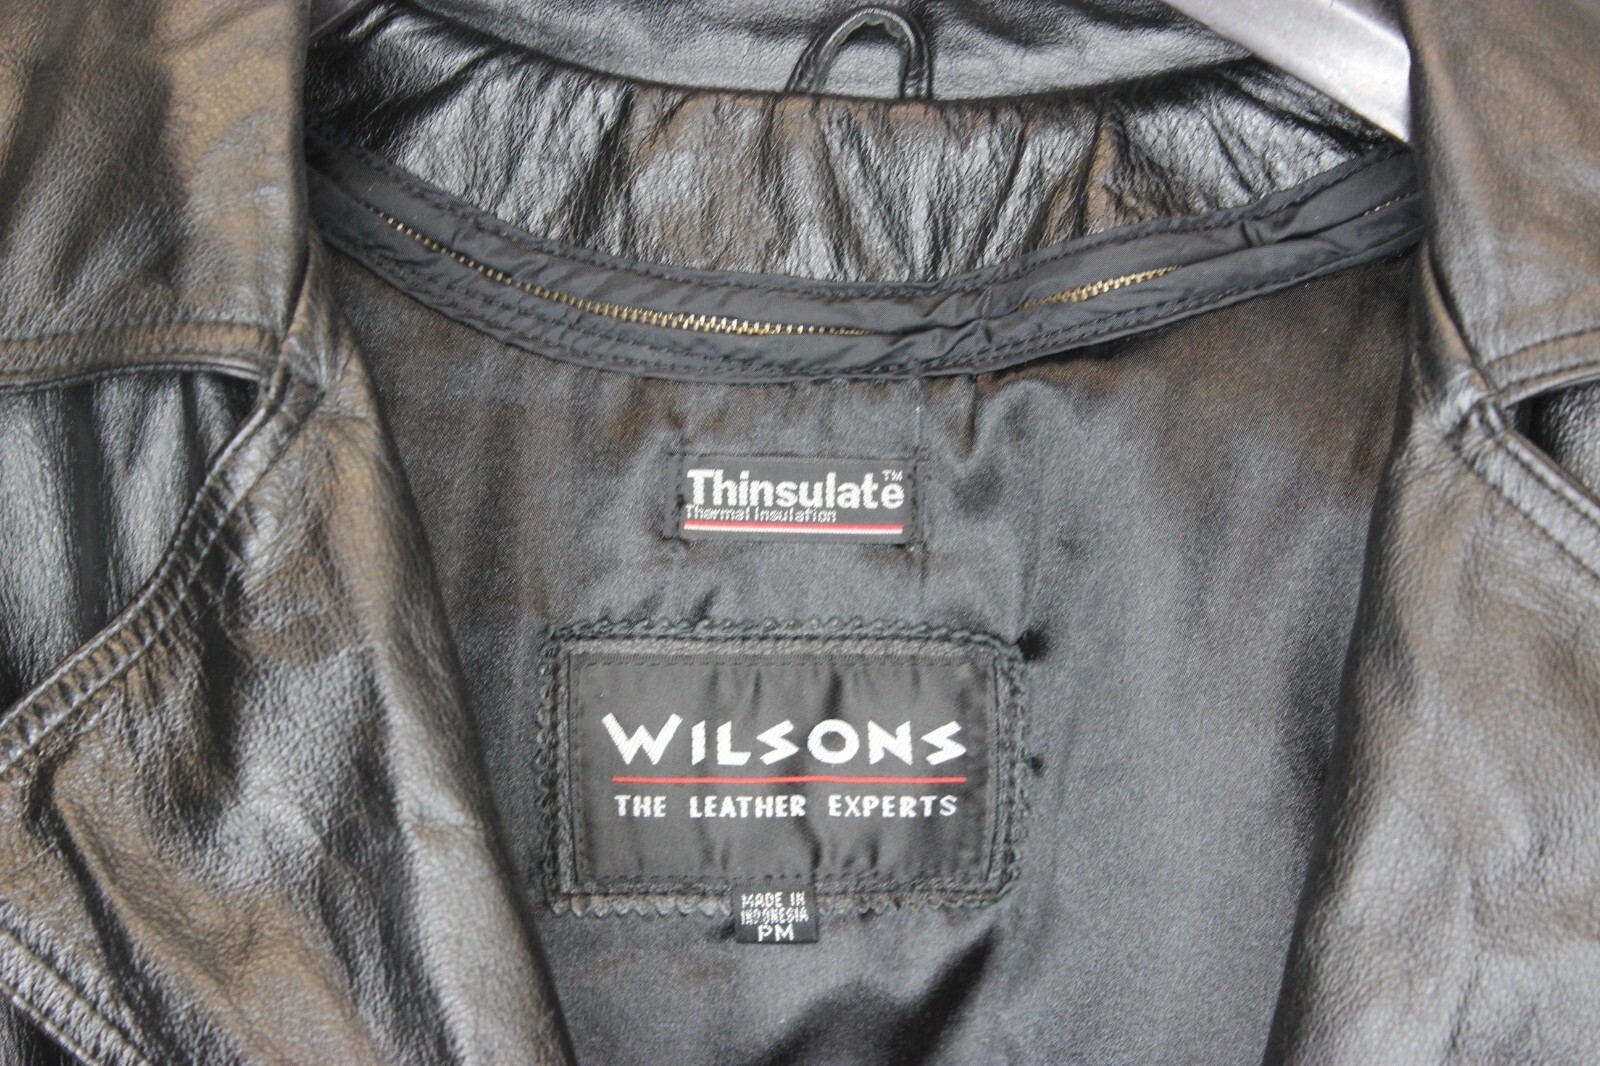 Thinsulate™
Thermal Insulation
WILSONS
THE LEATHER EXPERTS
MADE IN
INDONESIA
PM